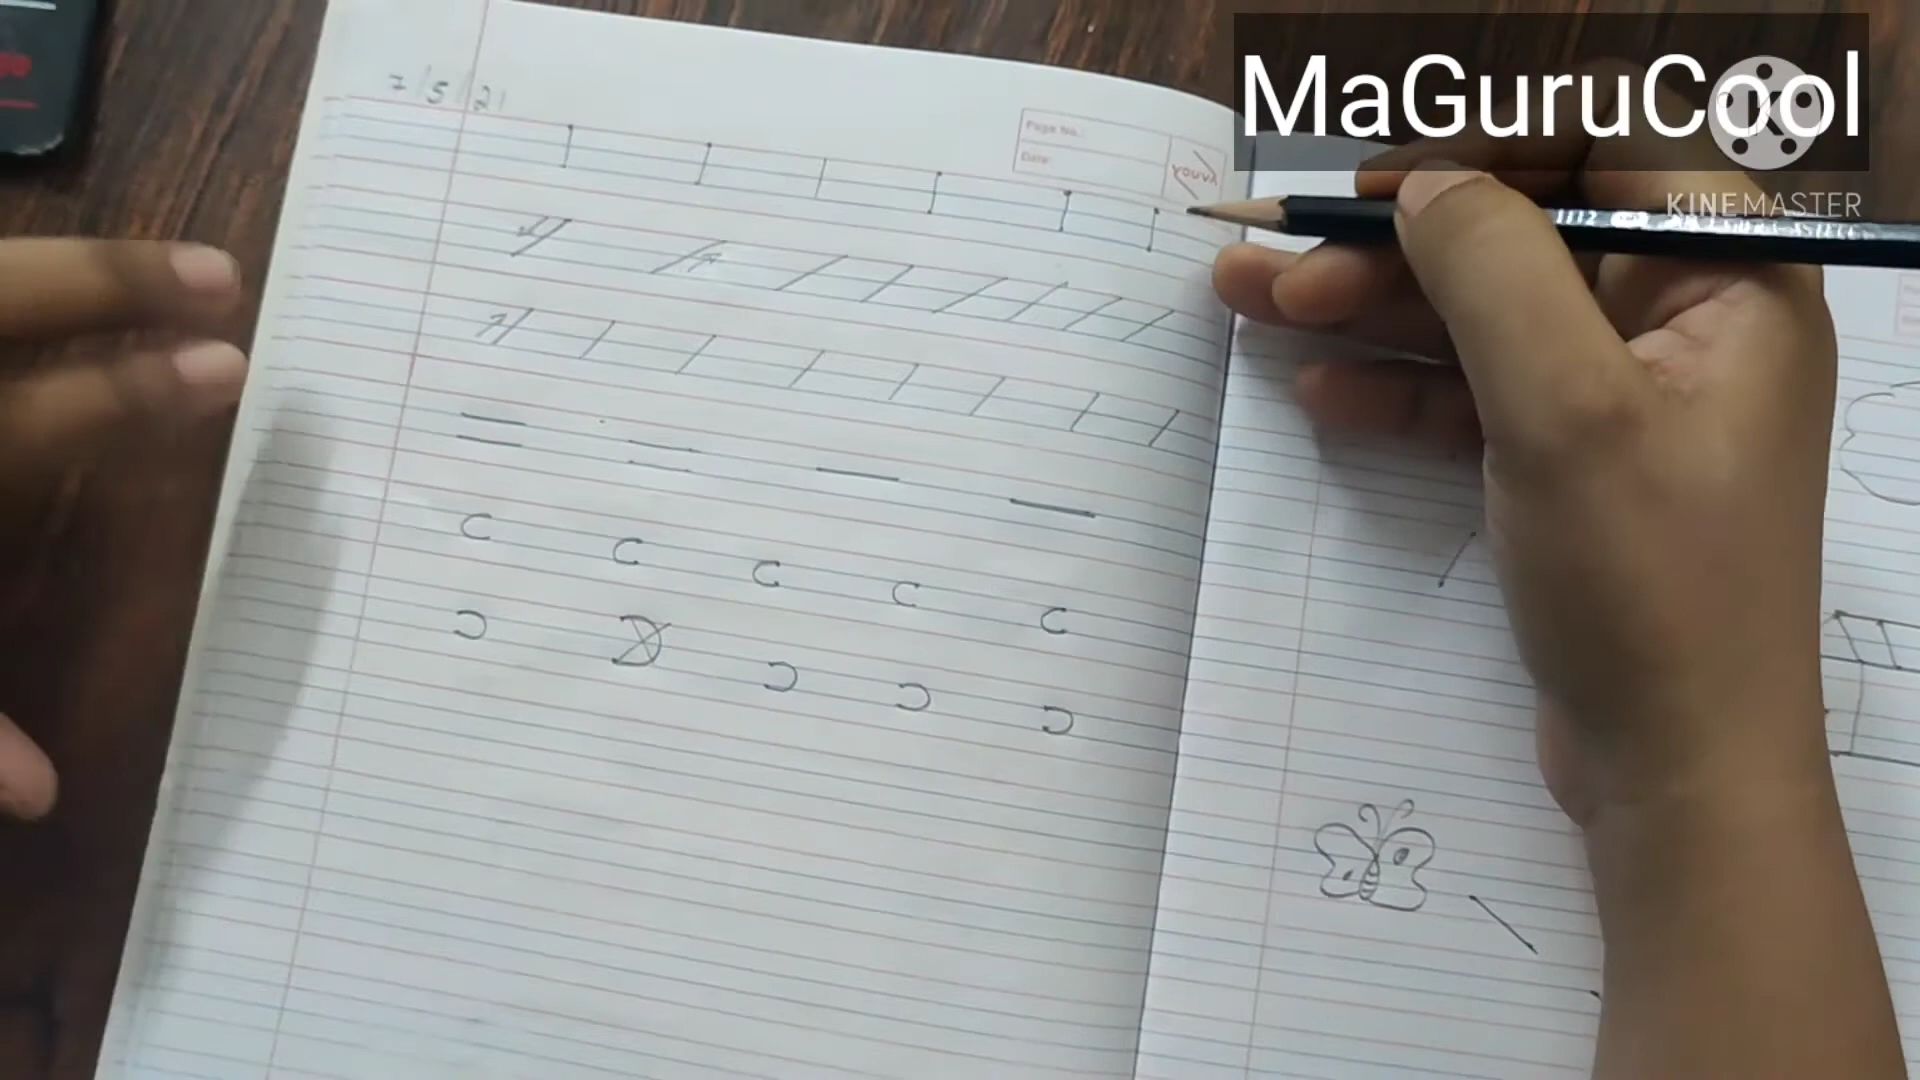 MaGuruCool
KINEMASTER
7/5/21
Page No.:
Date:
YOUVA
C C C C C